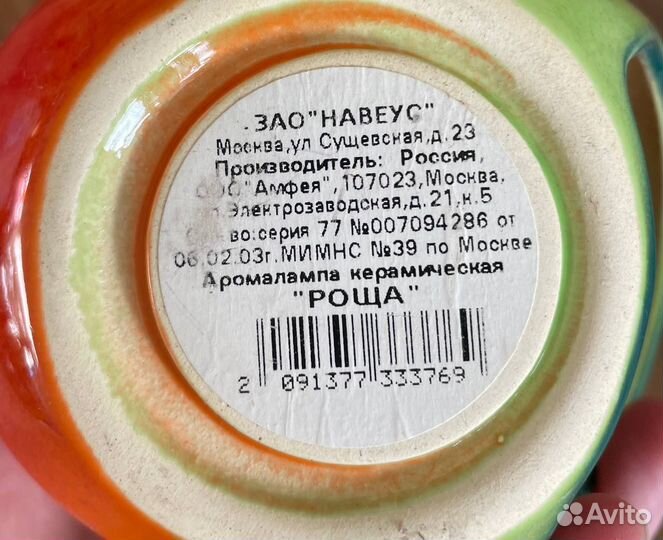 ЗАО"НАВЕУС"
Москва,ул Сущевская,д.23
Производитель: Россия,
"Амфея",107023,Москва,
Электрозаводская,д.21,к.5
во:серия 77 №007094286 от
06.02.03г.МИМНС №39 по Москве
Аромалампа керамическая
"РОЩА"
2 091377 333769
Avito